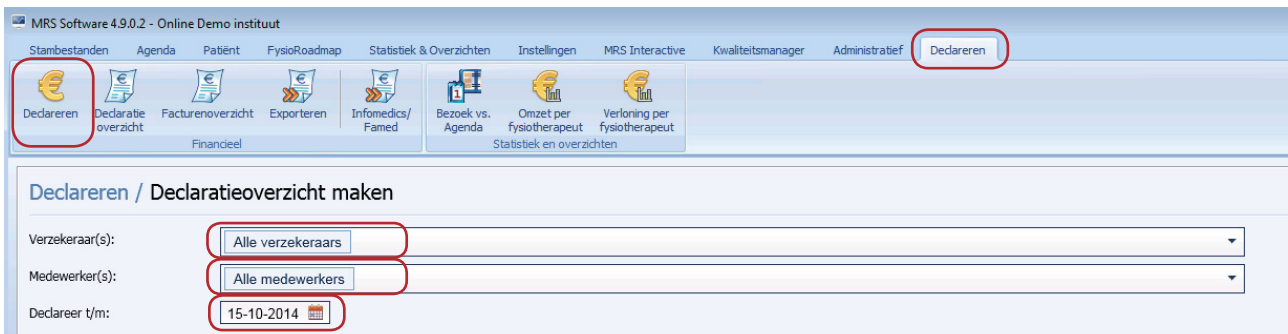 MRS Software 4.9.0.2 - Online Demo instituut
Stambestanden Agenda Patiënt FysioRoadmap Statistiek & Overzichten Instellingen MRS Interactive Kwaliteitsmanager Administratief Declareren
Declareren Declaratie overzicht Facturenoverzicht Exporteren Infomedics/ Famed Bezoek vs. Agenda Omzet per fysiotherapeut Verloning per fysiotherapeut
Financieel Statistiek en overzichten
Declareren / Declaratieoverzicht maken
Verzekeraar(s): Alle verzekeraars
Medewerker(s): Alle medewerkers
Declareer t/m: 15-10-2014